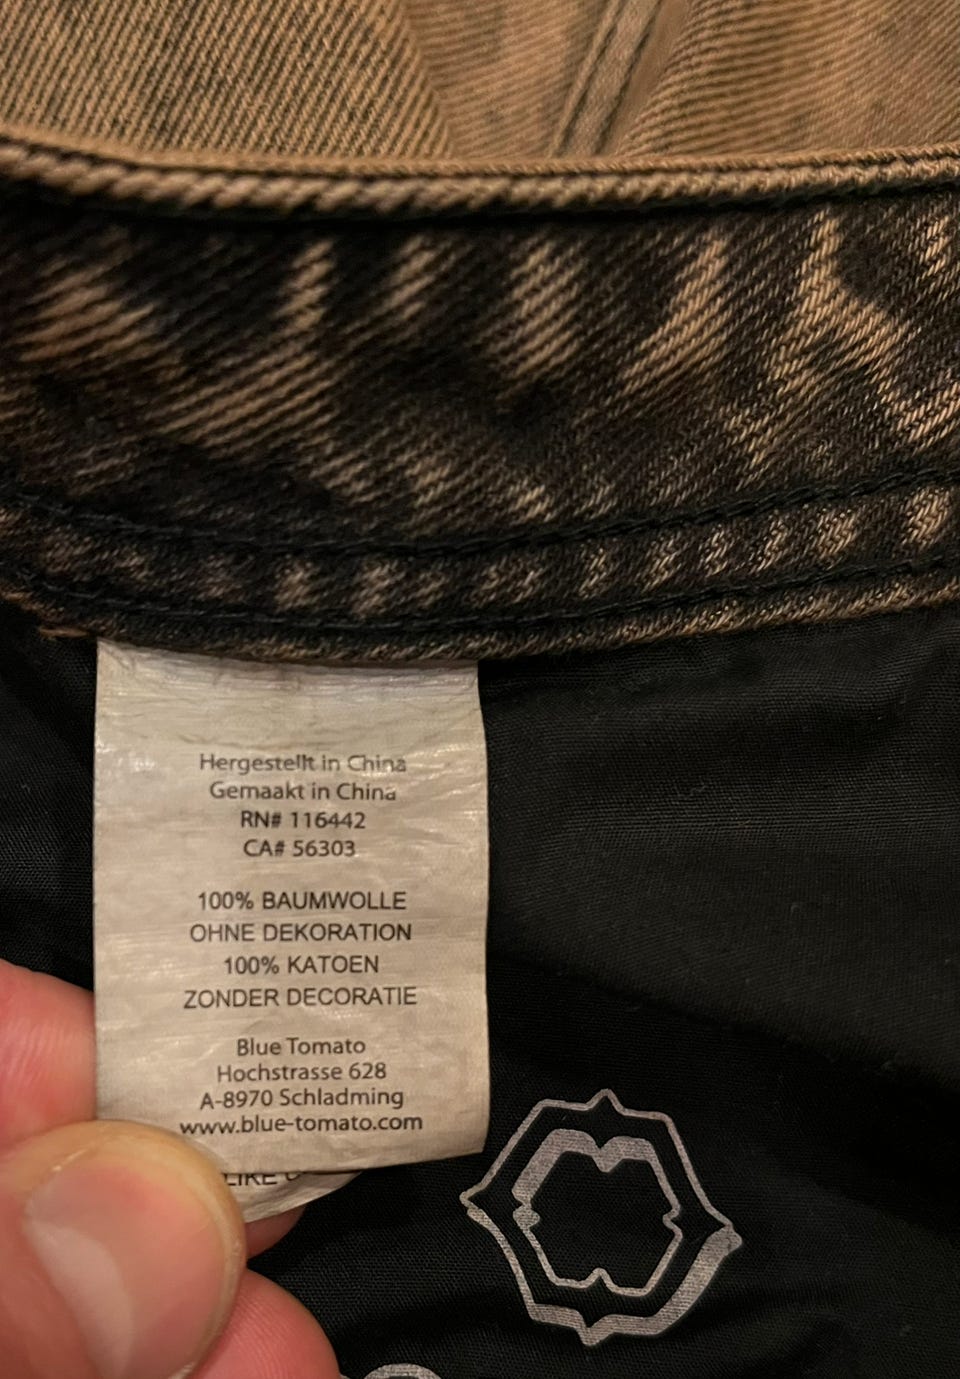 Hergestellt in China
Gemaakt in China
RN# 116442
CA# 56303
100% BAUMWOLLE
OHNE DEKORATION
100% KATOEN
ZONDER DECORATIE
Blue Tomato
Hochstrasse 628
A-8970 Schladming
www.blue-tomato.com
LIKE